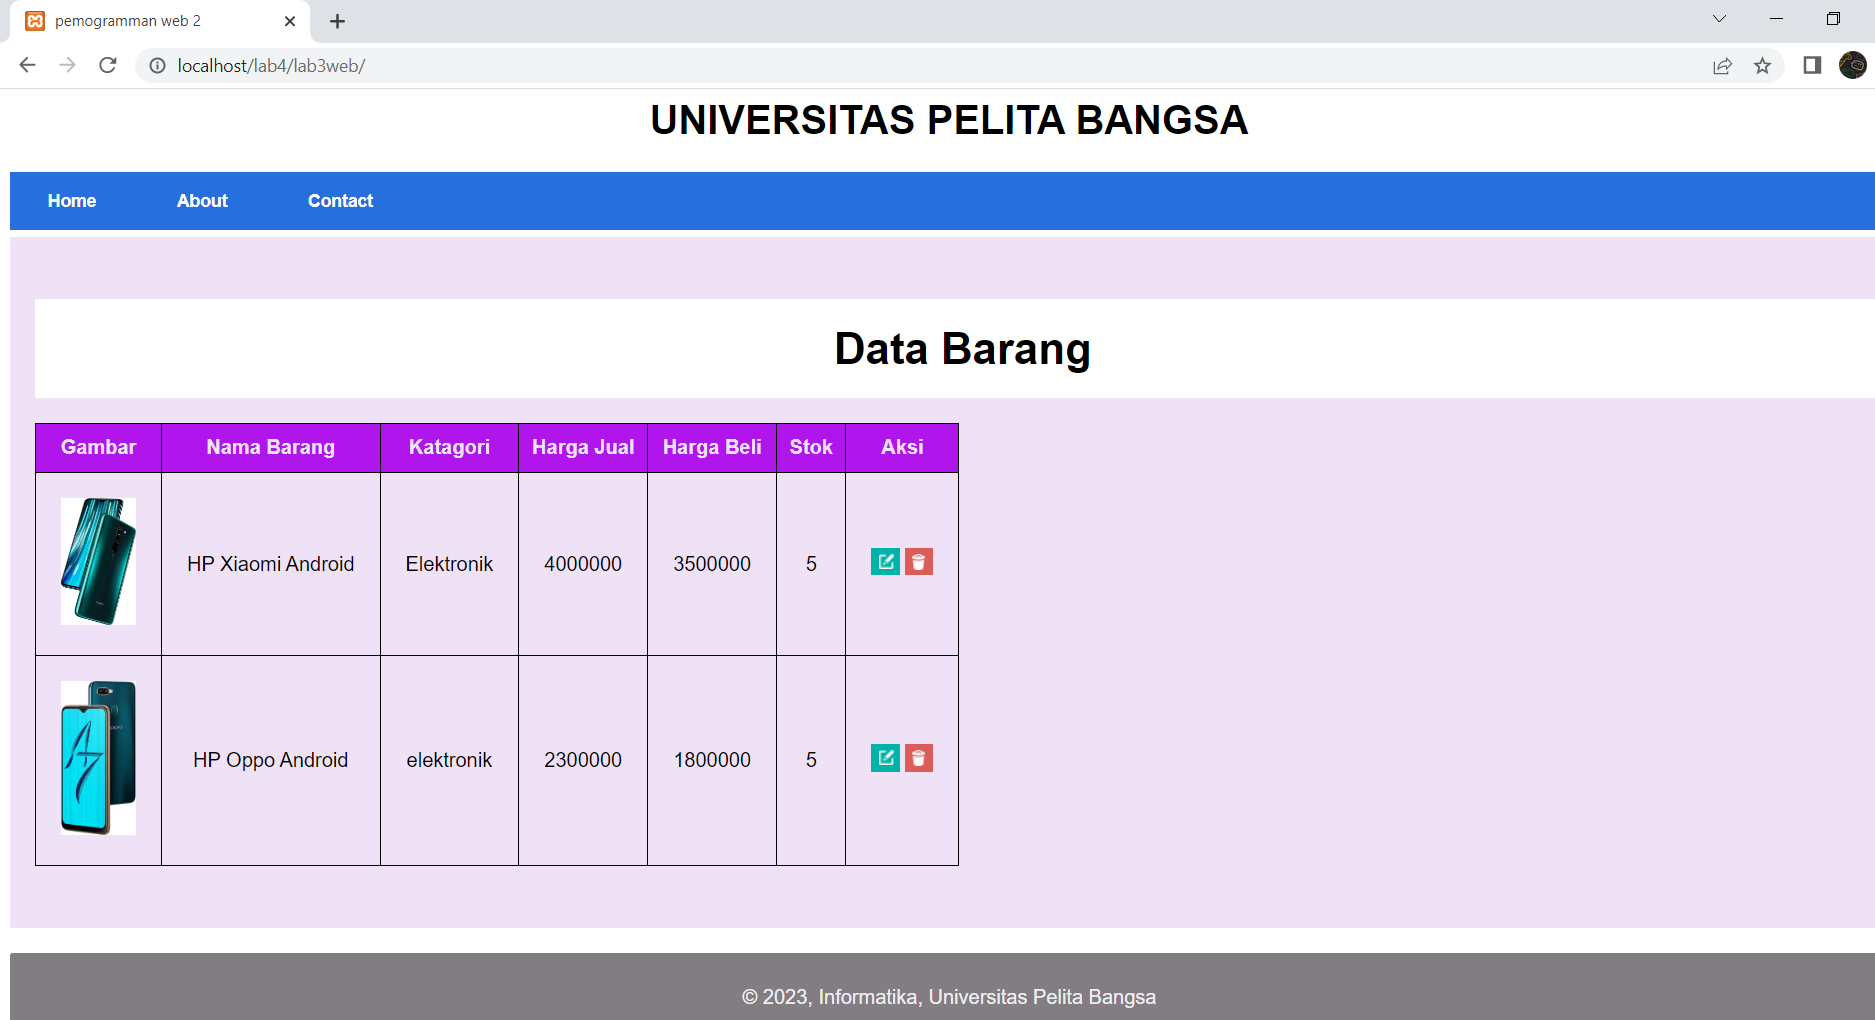 pemogramman web 2
localhost/lab4/lab3web/
UNIVERSITAS PELITA BANGSA
Home About Contact
Data Barang
Gambar Nama Barang Katagori Harga Jual Harga Beli Stok Aksi
HP Xiaomi Android Elektronik 4000000 3500000 5
A7
HP Oppo Android elektronik 2300000 1800000 5
© 2023, Informatika, Universitas Pelita Bangsa